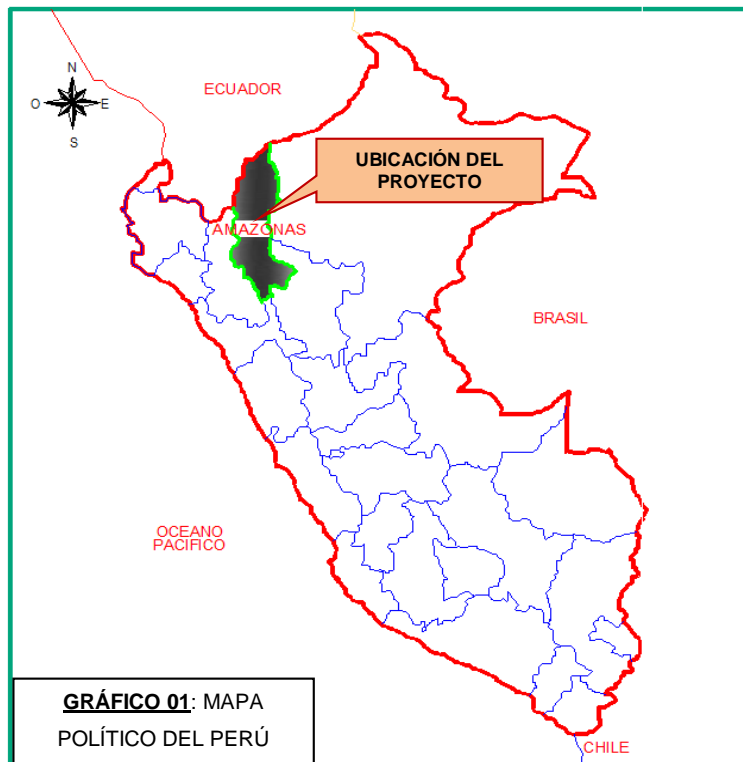 ECUADOR
N
O
E
S
UBICACIÓN DEL
PROYECTO
AMAZONAS
BRASIL
OCEANO
PACIFICO
GRÁFICO 01: MAPA
POLÍTICO DEL PERÚ
CHILE